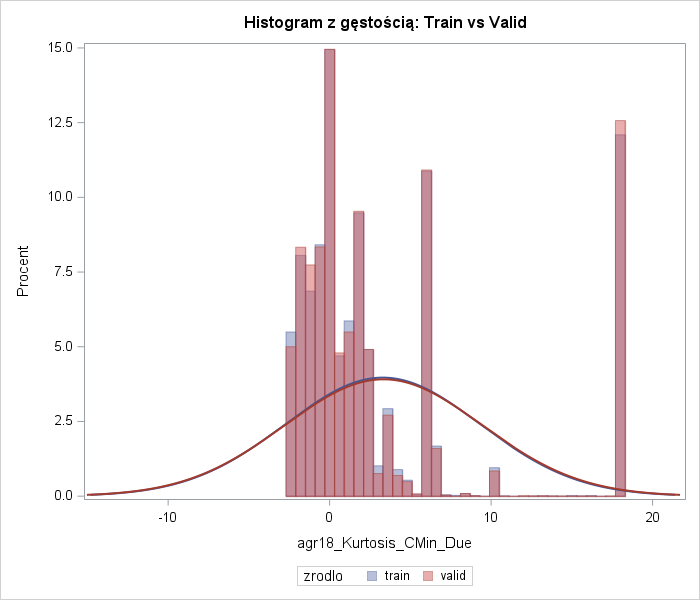 Histogram z gęstością: Train vs Valid
15.0
12.5
10.0
7.5
5.0
2.5
0.0
Procent
-10
0
10
20
agr18_Kurtosis_CMin_Due
zrodlo train valid